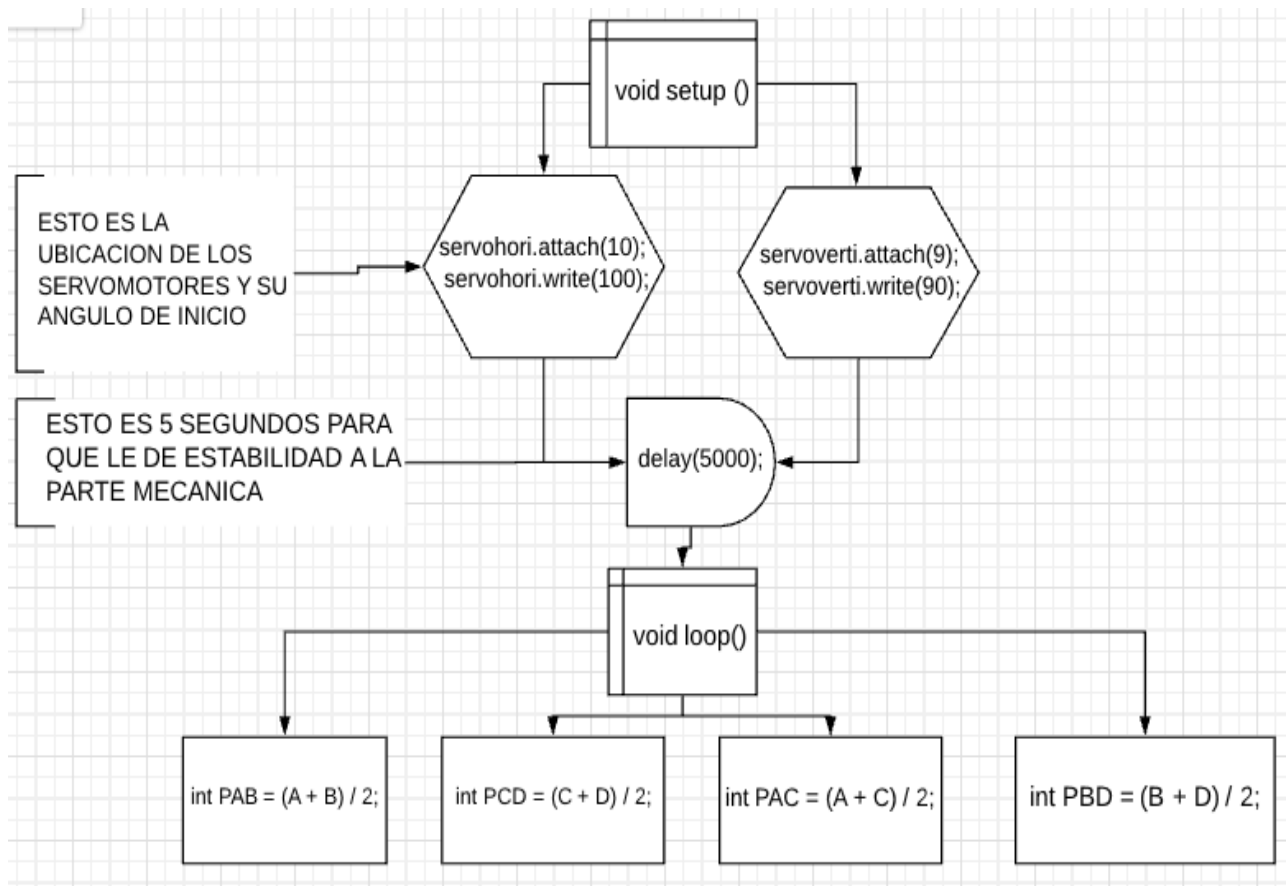 void setup ()
ESTO ES LA
UBICACION DE LOS
SERVOMOTORES Y SU
ANGULO DE INICIO
servohori.attach(10);
servohori.write(100);
servoverti.attach(9);
servoverti.write(90);
ESTO ES 5 SEGUNDOS PARA
QUE LE DE ESTABILIDAD A LA
PARTE MECANICA
delay(5000);
void loop()
int PAB = (A + B) / 2;
int PCD = (C + D) / 2;
int PAC = (A + C) / 2;
int PBD = (B + D) / 2;